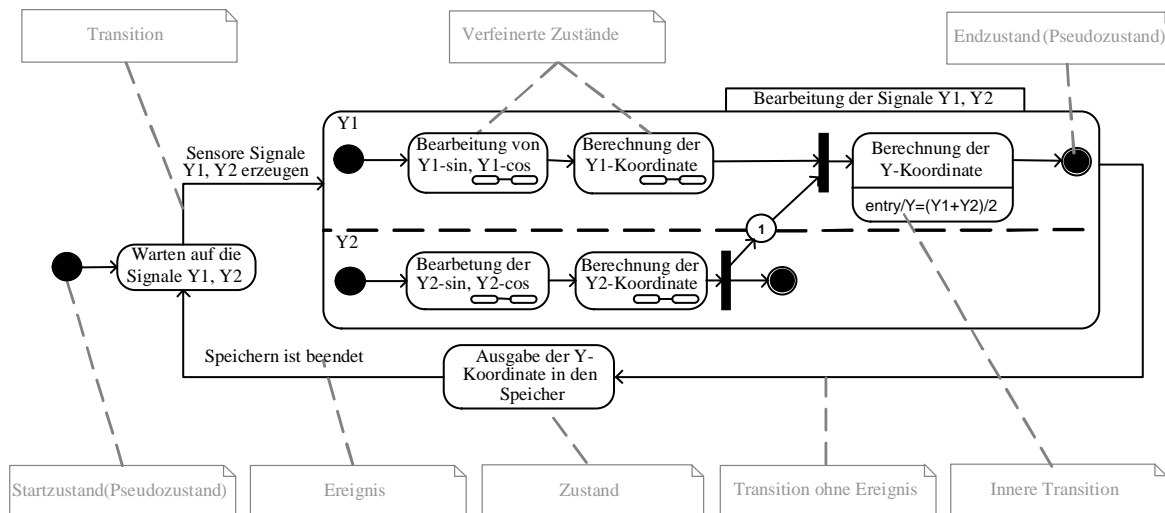 Transition
Verfeinerte Zustände
Endzustand(Pseudozustand)
Bearbeitung der Signale Y1, Y2
Y1
Sensore Signale
Y1, Y2 erzeugen
Bearbeitung von
Y1-sin, Y1-cos
Berechnung der
Y1-Koordinate
Berechnung der
Y-Koordinate
entry/Y=(Y1+Y2)/2
1
Y2
Warten auf die
Signale Y1, Y2
Bearbetung der
Y2-sin, Y2-cos
Berechnung der
Y2-Koordinate
Speichern ist beendet
Ausgabe der Y-
Koordinate in den
Speicher
Startzustand(Pseudozustand)
Ereignis
Zustand
Transition ohne Ereignis
Innere Transition